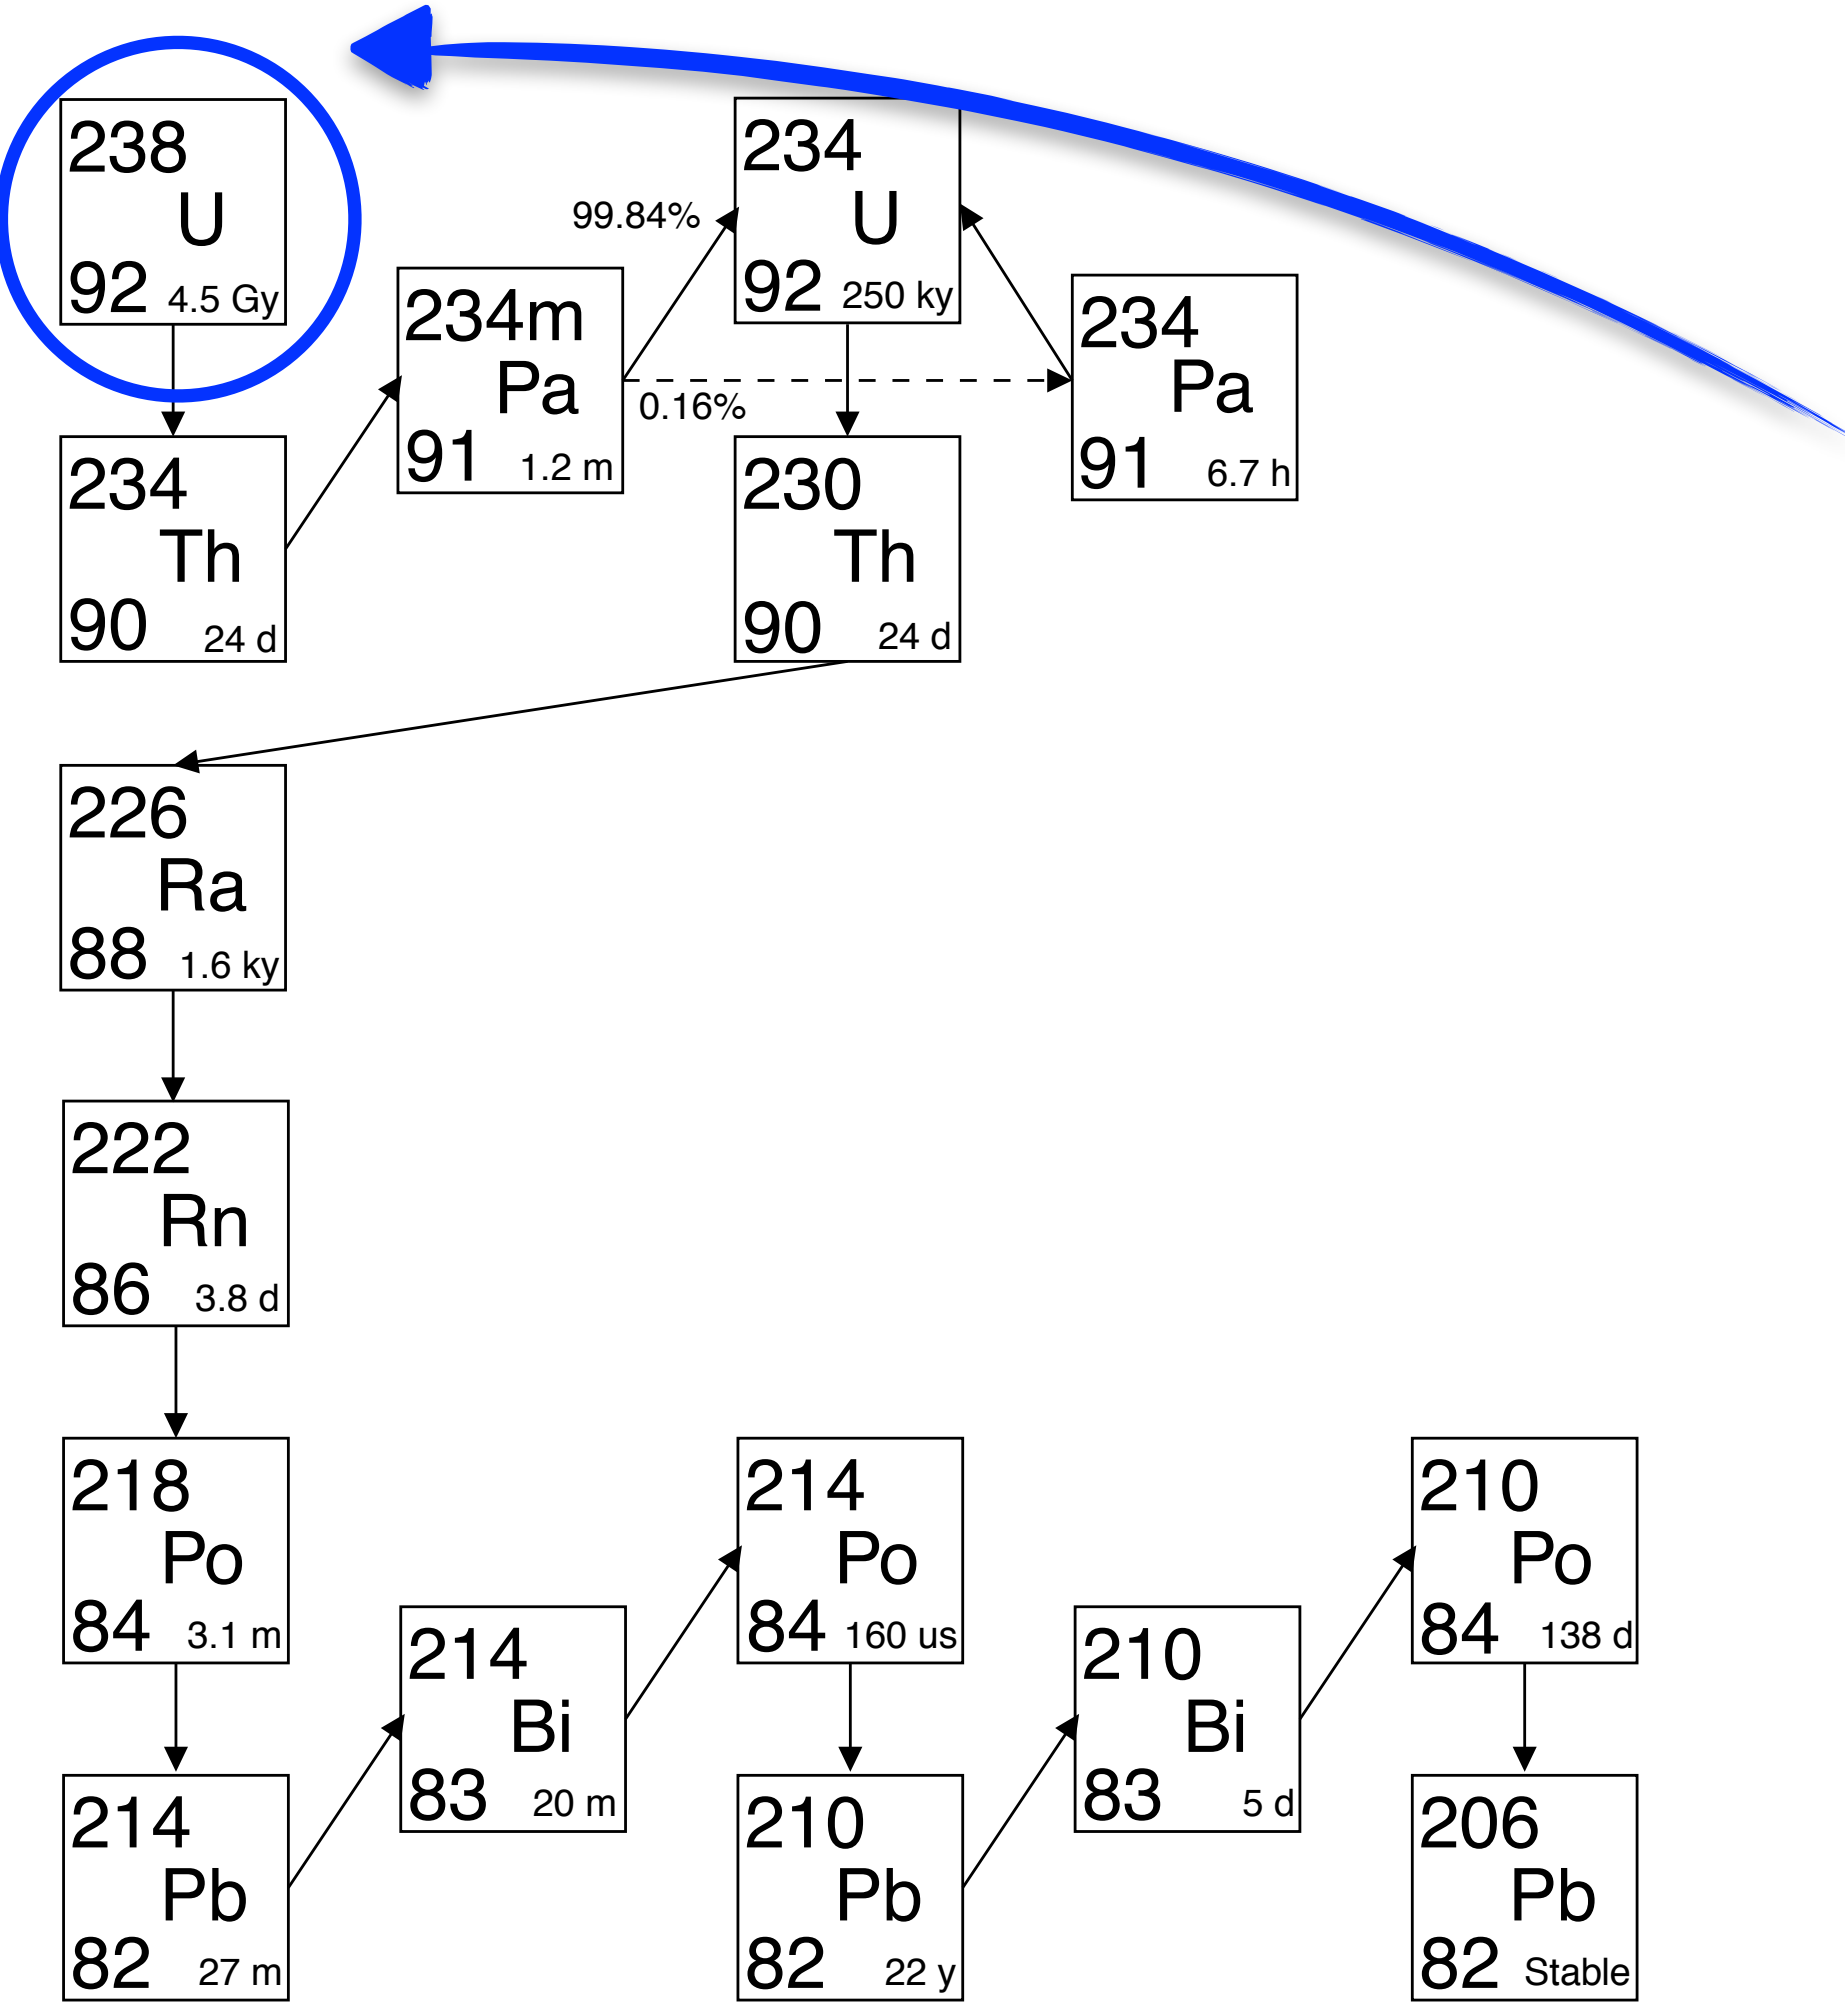 238
U
92 4.5 Gy
99.84%
234
U
92 250 ky
234m
Pa
91 1.2 m
0.16%
234
Pa
91 6.7 h
234
Th
90 24 d
230
Th
90 24 d
226
Ra
88 1.6 ky
222
Rn
86 3.8 d
218
Po
84 3.1 m
214
Po
84 160 us
210
Po
84 138 d
214
Bi
83 20 m
210
Bi
83 5 d
214
Pb
82 27 m
210
Pb
82 22 y
206
Pb
82 Stable